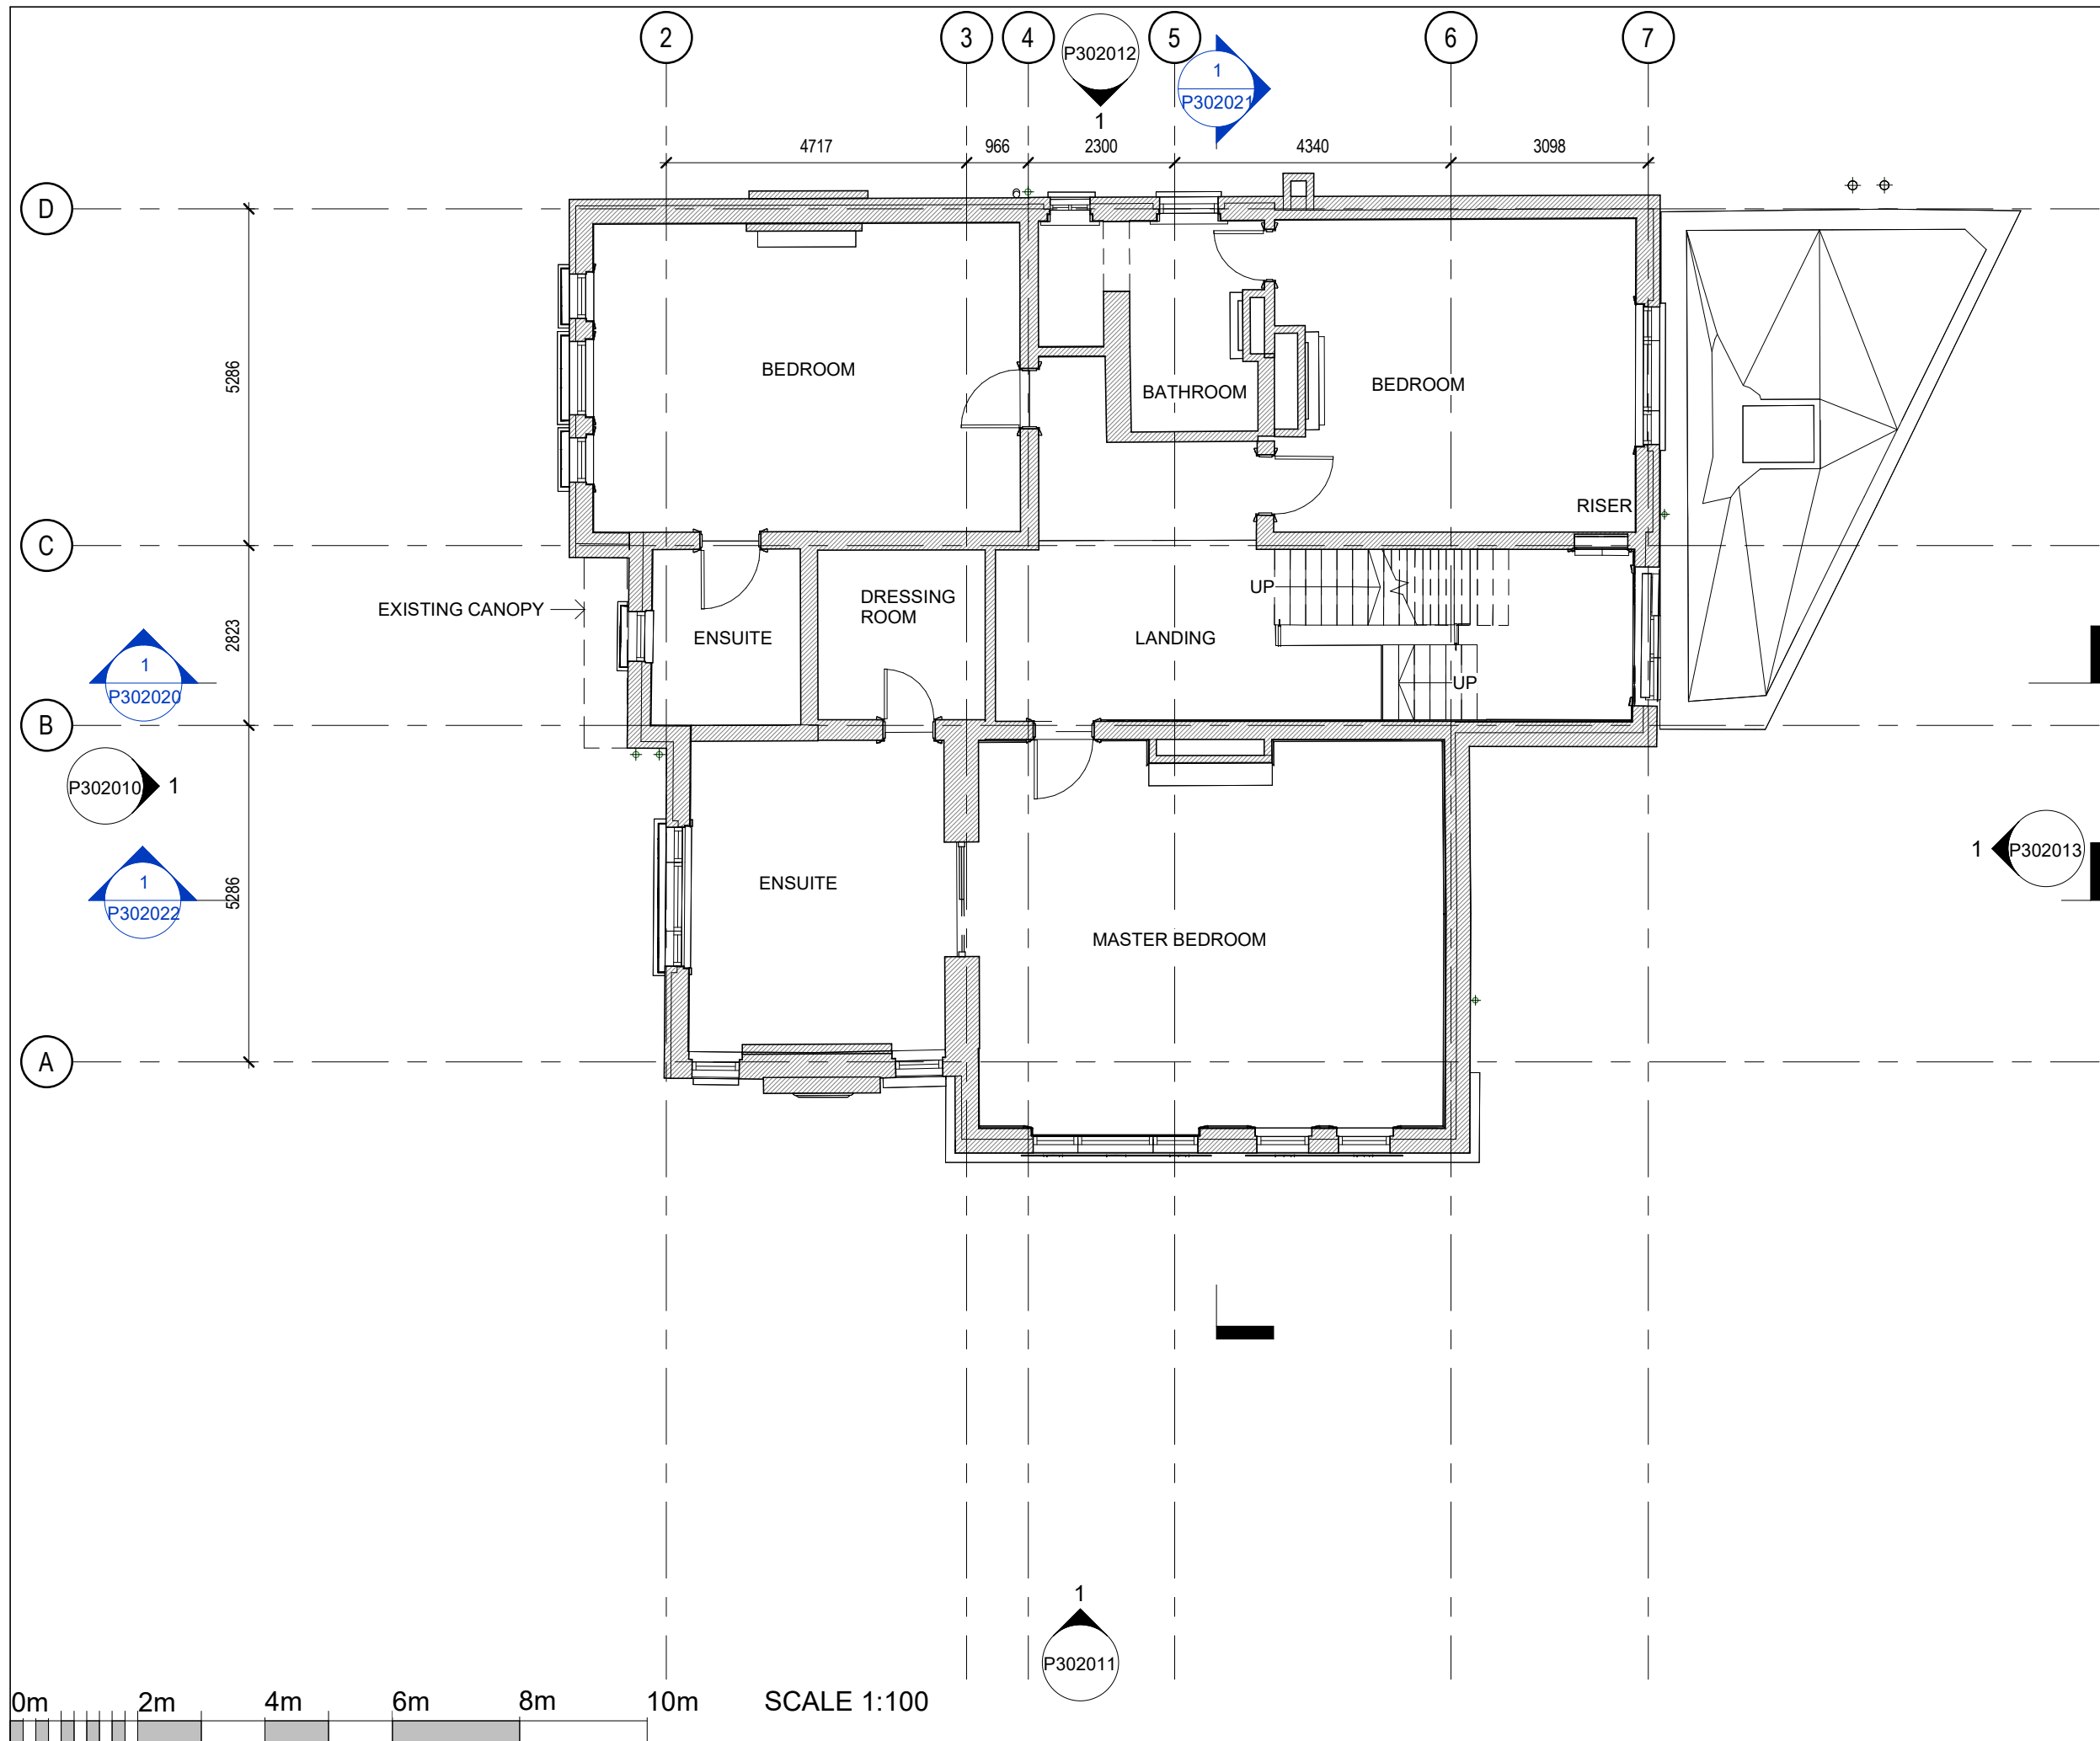 2
3
4
5
6
7
P302012
1
1
P302021
4717
966
2300
4340
3098
D
C
B
A
5286
2823
5286
BEDROOM
BATHROOM
BEDROOM
RISER
EXISTING CANOPY
ENSUITE
DRESSING
ROOM
LANDING
UP
UP
1
P302020
P302010
1
1
P302022
ENSUITE
MASTER BEDROOM
1
P302013
1
P302011
0m
2m
4m
6m
8m
10m
SCALE 1:100